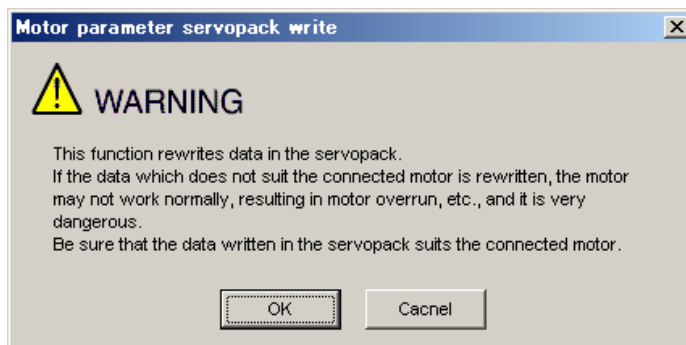 Motor parameter servopack write
WARNING
This function rewrites data in the servopack.
If the data which does not suit the connected motor is rewritten, the motor
may not work normally, resulting in motor overrun, etc., and it is very
dangerous.
Be sure that the data written in the servopack suits the connected motor.
OK
Cacnel